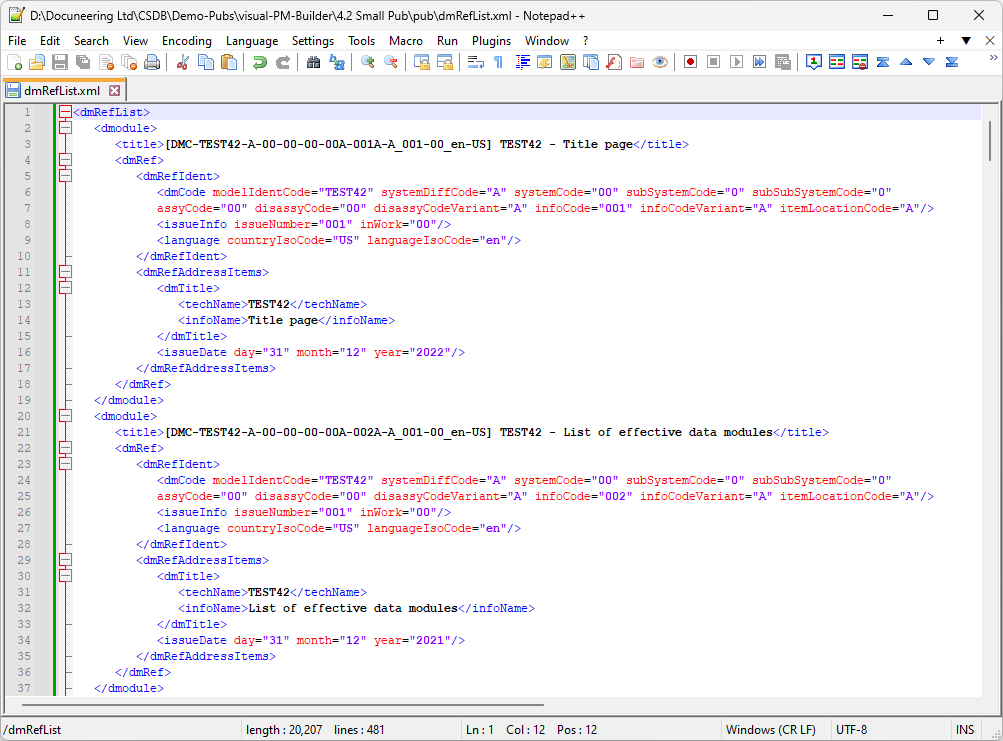 D:\Docuneering Ltd\CSDB\Demo-Pubs\visual-PM-Builder\4.2 Small Pub\pub\dmRefList.xml - Notepad++
File Edit Search View Encoding Language Settings Tools Macro Run Plugins Window ? + ▼ ✕
dmRefList.xml
1 <dmRefList>
2 <dmodule>
3 <title>[DMC-TEST42-A-00-00-00-00A-001A-A_001-00_en-US] TEST42 - Title page</title>
4 <dmRef>
5 <dmRefIdent>
6 <dmCode modelIdentCode="TEST42" systemDiffCode="A" systemCode="00" subSystemCode="0" subSubSystemCode="0"
7 assyCode="00" disassyCode="00" disassyCodeVariant="A" infoCode="001" infoCodeVariant="A" itemLocationCode="A"/>
8 <issueInfo issueNumber="001" inWork="00"/>
9 <language countryIsoCode="US" languageIsoCode="en"/>
10 </dmRefIdent>
11 <dmRefAddressItems>
12 <dmTitle>
13 <techName>TEST42</techName>
14 <infoName>Title page</infoName>
15 </dmTitle>
16 <issueDate day="31" month="12" year="2022"/>
17 </dmRefAddressItems>
18 </dmRef>
19 </dmodule>
20 <dmodule>
21 <title>[DMC-TEST42-A-00-00-00-00A-002A-A_001-00_en-US] TEST42 - List of effective data modules</title>
22 <dmRef>
23 <dmRefIdent>
24 <dmCode modelIdentCode="TEST42" systemDiffCode="A" systemCode="00" subSystemCode="0" subSubSystemCode="0"
25 assyCode="00" disassyCode="00" disassyCodeVariant="A" infoCode="002" infoCodeVariant="A" itemLocationCode="A"/>
26 <issueInfo issueNumber="001" inWork="00"/>
27 <language countryIsoCode="US" languageIsoCode="en"/>
28 </dmRefIdent>
29 <dmRefAddressItems>
30 <dmTitle>
31 <techName>TEST42</techName>
32 <infoName>List of effective data modules</infoName>
33 </dmTitle>
34 <issueDate day="31" month="12" year="2021"/>
35 </dmRefAddressItems>
36 </dmRef>
37 </dmodule>
/dmRefList length : 20,207 lines : 481 Ln : 1 Col : 12 Pos : 12 Windows (CR LF) UTF-8 INS